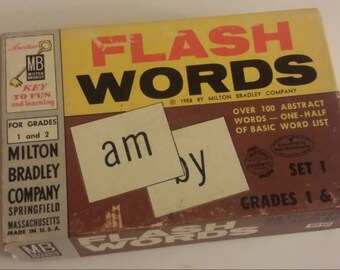 Another
MB
MILTON
BRADLEY
KEY
TO FUN
and learning
FLASH
WORDS
© 1958 BY MILTON BRADLEY COMPANY
FOR GRADES
1 and 2
MILTON
BRADLEY
COMPANY
SPRINGFIELD
MASSACHUSETTS
MADE IN U.S.A.
am
by
OVER 100 ABSTRACT
WORDS — ONE-HALF
OF BASIC WORD LIST
SET 1
GRADES 1 &
MB
FLASH
WORDS